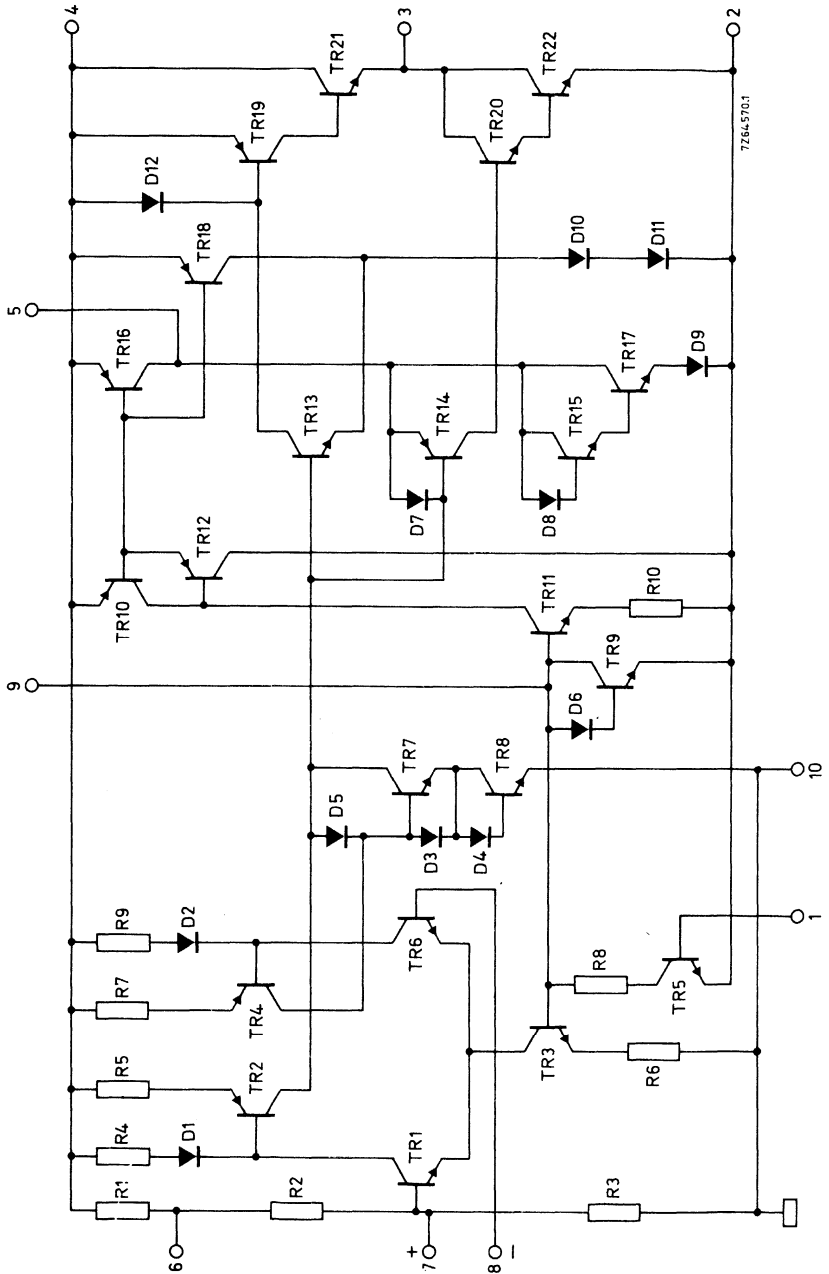 4
3
2
TR21
TR22
TR19
TR20
7Z64570.1
D12
TR18
D10
D11
5
TR16
TR17
D9
TR13
TR14
TR15
D7
D8
TR12
TR10
TR11
R10
9
TR9
D6
TR7
TR8
D5
D3
D4
10
R9
D2
TR6
1
R7
TR4
R8
TR5
R5
TR2
TR3
R6
R4
D1
TR1
R1
R2
R3
6
+
7
8
−